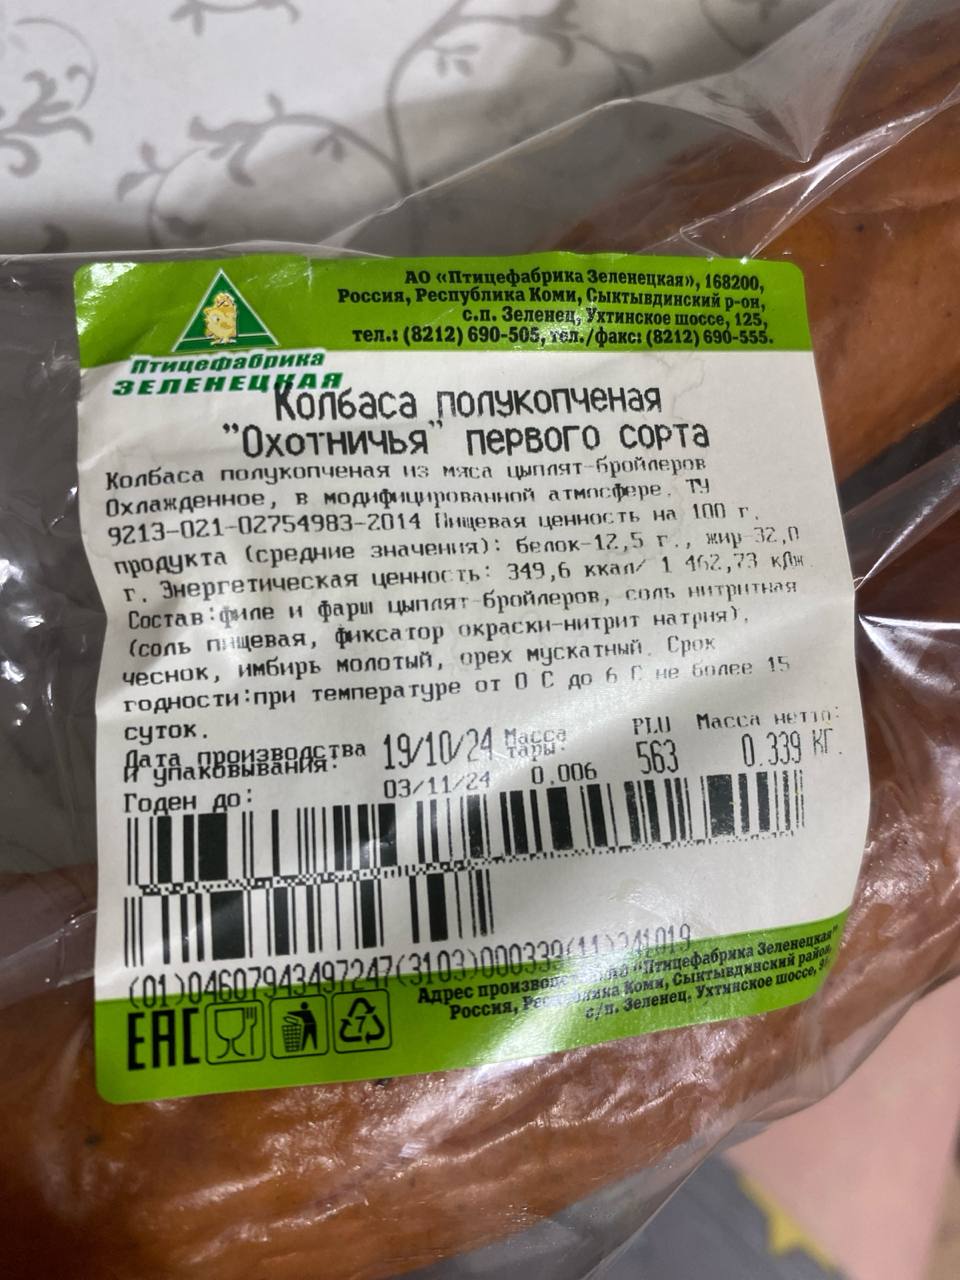 АО «Птицефабрика Зеленецкая», 168200,
Россия, Республика Коми, Сыктывдинский р-он,
с.п. Зеленец, Ухтинское шоссе, 125,
тел.: (8212) 690-505, тел./факс: (8212) 690-555.
Птицефабрика
ЗЕЛЕНЕЦКАЯ
Колбаса полукопченая
"Охотничья" первого сорта
Колбаса полукопченая из мяса цыплят-бройлеров
Охлажденное, в модифицированной атмосфере. ТУ
9213-021-02754983-2014 Пищевая ценность на 100 г.
продукта (средние значения): белок-12,5 г., жир-32,0
г. Энергетическая ценность: 349,6 ккал/ 1 462,73 кДж.
Состав:филе и фарш цыплят-бройлеров, соль нитритная
(соль пищевая, фиксатор окраски-нитрит натрия),
чеснок, имбирь молотый, орех мускатный. Срок
годности:при температуре от 0 С до 6 С не более 15
суток.
Дата производства
и упаковывания: 19/10/24 Масса тары: 0.006 PLU 563 Масса нетто: 0.339 КГ.
Годен до: 03/11/24
(01)04607943497247(3103)000339(11)241019
EAC
7
Адрес "Птицефабрика Зеленецкая"
Россия, Коми, Сыктывдинский район,
с/п. Зеленец, Ухтинское шоссе,